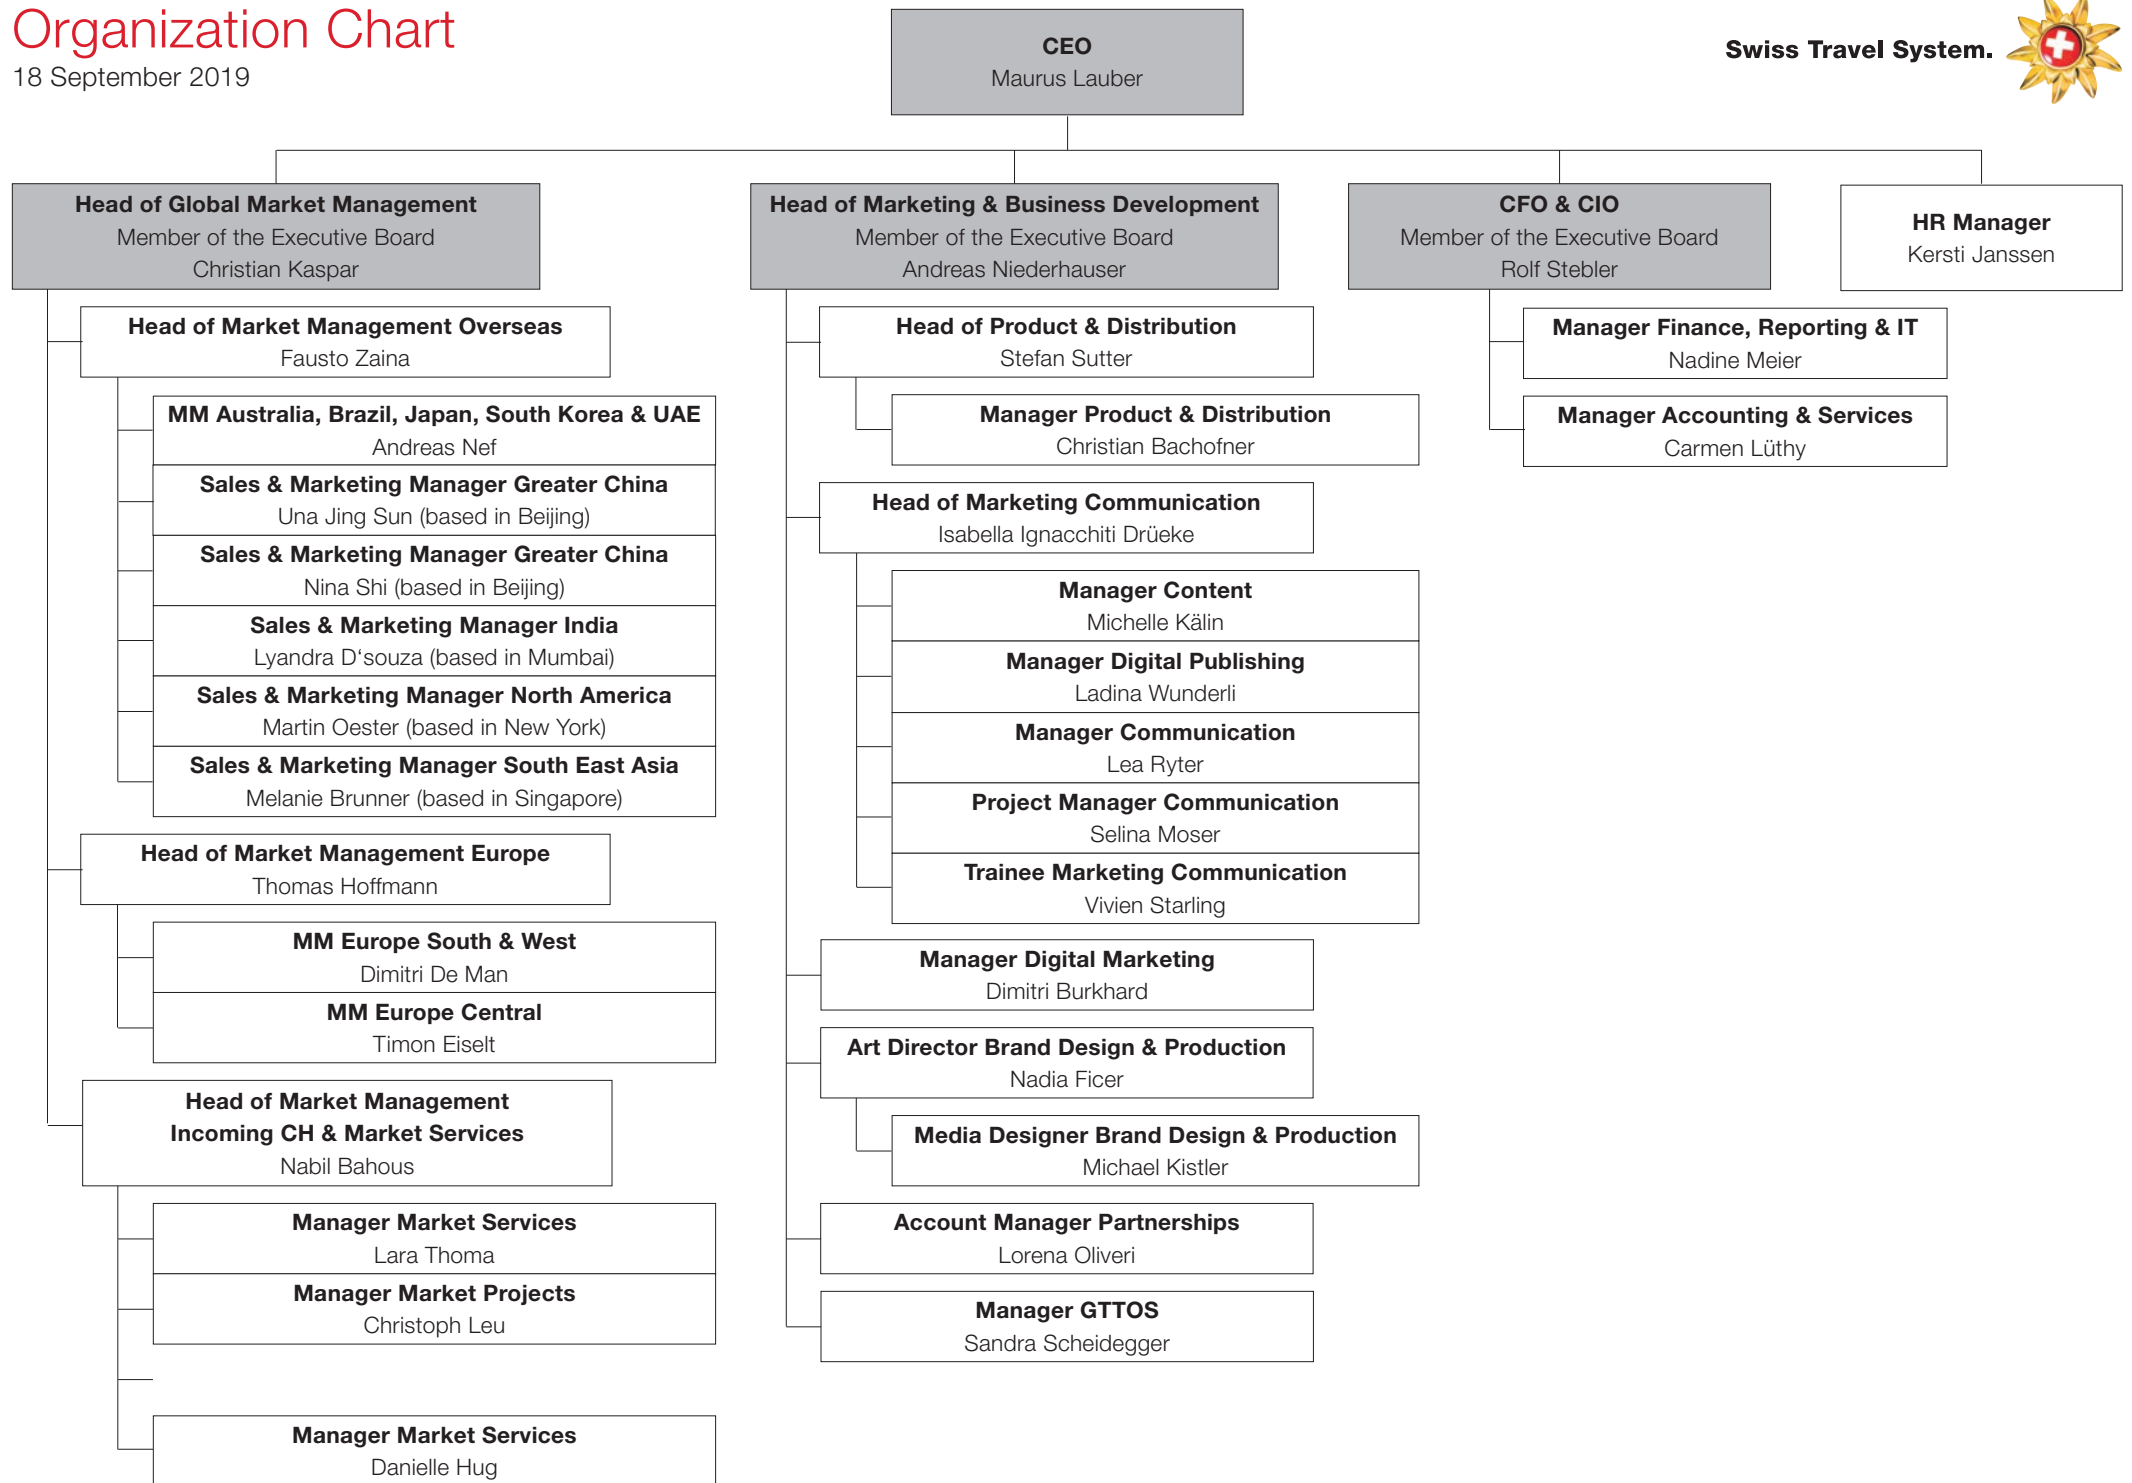 Organization Chart
18 September 2019
CEO
Maurus Lauber
Swiss Travel System.
Head of Global Market Management
Member of the Executive Board
Christian Kaspar
Head of Market Management Overseas
Fausto Zaina
MM Australia, Brazil, Japan, South Korea & UAE
Andreas Nef
Sales & Marketing Manager Greater China
Una Jing Sun (based in Beijing)
Sales & Marketing Manager Greater China
Nina Shi (based in Beijing)
Sales & Marketing Manager India
Lyandra D‘souza (based in Mumbai)
Sales & Marketing Manager North America
Martin Oester (based in New York)
Sales & Marketing Manager South East Asia
Melanie Brunner (based in Singapore)
Head of Market Management Europe
Thomas Hoffmann
MM Europe South & West
Dimitri De Man
MM Europe Central
Timon Eiselt
Head of Market Management
Incoming CH & Market Services
Nabil Bahous
Manager Market Services
Lara Thoma
Manager Market Projects
Christoph Leu
Manager Market Services
Danielle Hug
Head of Marketing & Business Development
Member of the Executive Board
Andreas Niederhauser
Head of Product & Distribution
Stefan Sutter
Manager Product & Distribution
Christian Bachofner
Head of Marketing Communication
Isabella Ignacchiti Drüeke
Manager Content
Michelle Kälin
Manager Digital Publishing
Ladina Wunderli
Manager Communication
Lea Ryter
Project Manager Communication
Selina Moser
Trainee Marketing Communication
Vivien Starling
Manager Digital Marketing
Dimitri Burkhard
Art Director Brand Design & Production
Nadia Ficer
Media Designer Brand Design & Production
Michael Kistler
Account Manager Partnerships
Lorena Oliveri
Manager GTTOS
Sandra Scheidegger
CFO & CIO
Member of the Executive Board
Rolf Stebler
Manager Finance, Reporting & IT
Nadine Meier
Manager Accounting & Services
Carmen Lüthy
HR Manager
Kersti Janssen